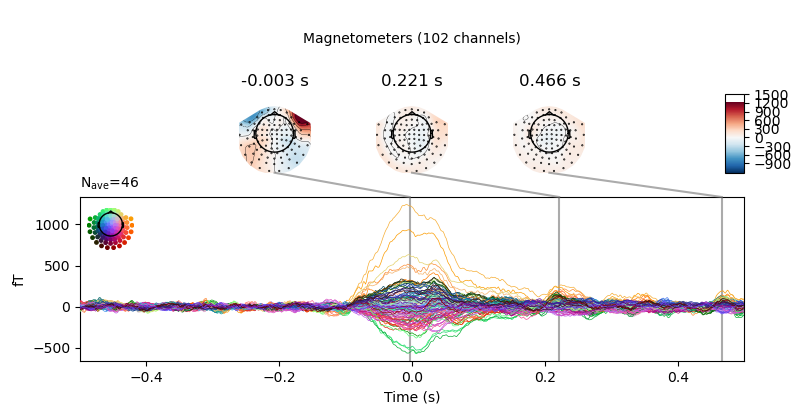 Magnetometers (102 channels)
-0.003 s 0.221 s 0.466 s
1500
1200
900
600
300
0
−300
−600
−900
Nave=46
1000
500
0
−500
fT
−0.4 −0.2 0.0 0.2 0.4
Time (s)